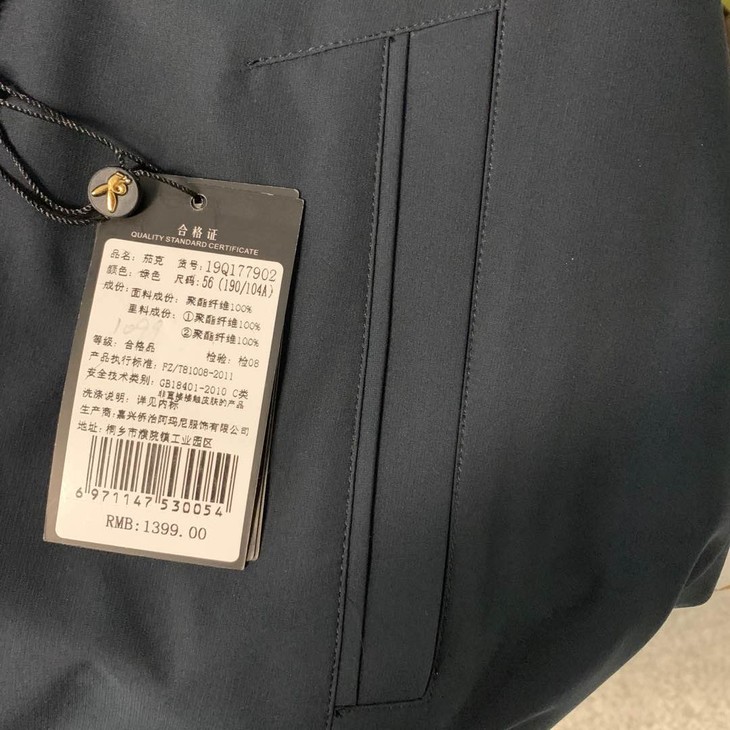 合格证
QUALITY STANDARD CERTIFICATE
品名: 茄克 货号: 19Q177902
颜色: 绿色 尺码: 56 (190/104A)
成份: 面料成份: 聚酯纤维100%
里料成份: ①聚酯纤维100%
②聚酯纤维100%
等级: 合格品 检验: 检08
产品执行标准: FZ/T81008-2011
安全技术类别: GB18401-2010 C类
非直接接触皮肤的产品
洗涤说明: 详见内标
生产商: 嘉兴侨治阿玛尼服饰有限公司
地址: 桐乡市濮院镇工业园区
6 971147 530054
RMB: 1399.00